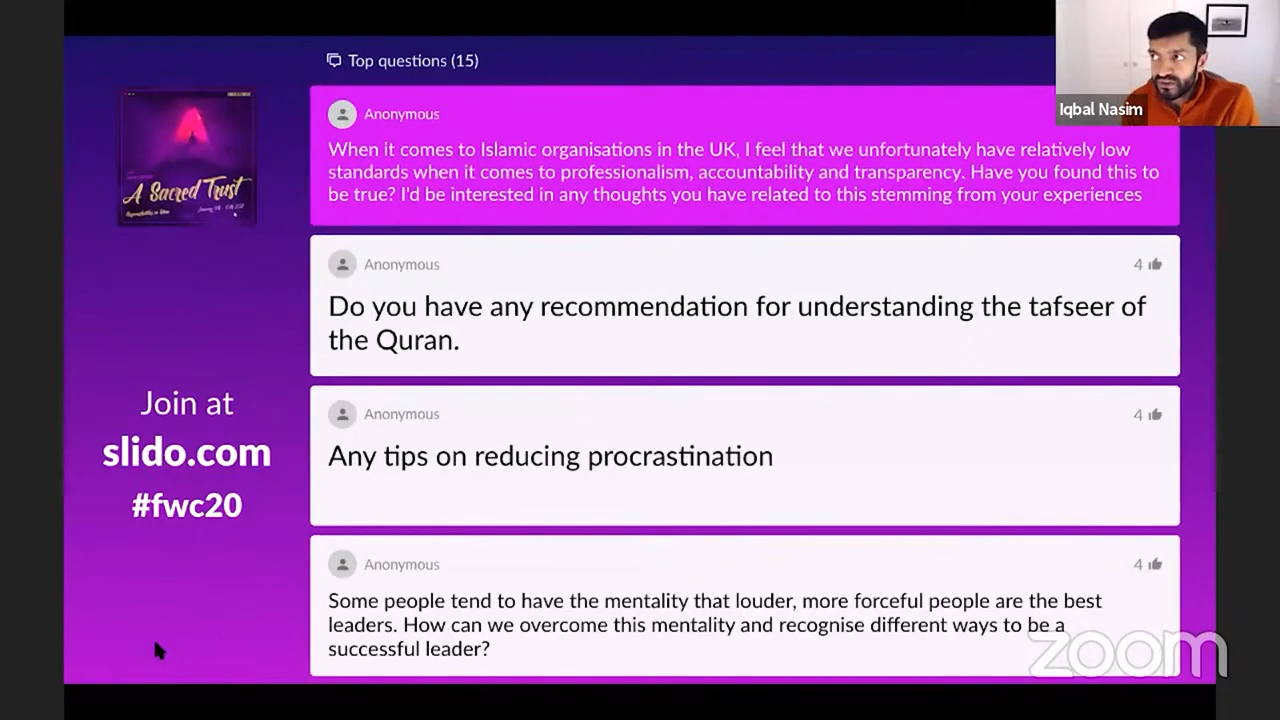 Top questions (15)
Iqbal Nasim
Anonymous
When it comes to Islamic organisations in the UK, I feel that we unfortunately have relatively low
standards when it comes to professionalism, accountability and transparency. Have you found this to
be true? I'd be interested in any thoughts you have related to this stemming from your experiences
A Sacred Trust
Anonymous
4
Do you have any recommendation for understanding the tafseer of
the Quran.
Anonymous
4
Any tips on reducing procrastination
Join at
slido.com
#fwc20
Anonymous
4
Some people tend to have the mentality that louder, more forceful people are the best
leaders. How can we overcome this mentality and recognise different ways to be a
successful leader?
zoom